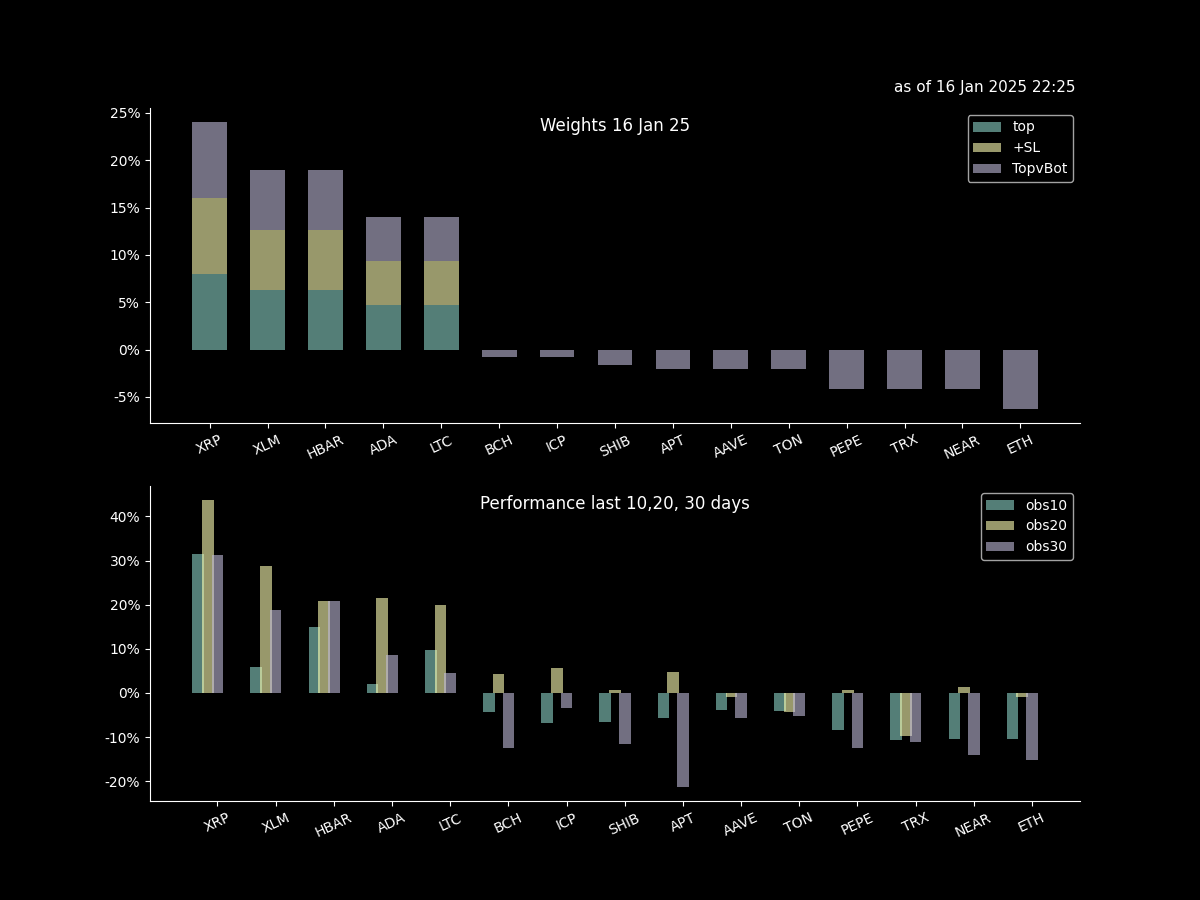 as of 16 Jan 2025 22:25
Weights 16 Jan 25
top
+SL
TopvBot
25%
20%
15%
10%
5%
0%
-5%
XRP XLM HBAR ADA LTC BCH ICP SHIB APT AAVE TON PEPE TRX NEAR ETH
Performance last 10,20, 30 days
obs10
obs20
obs30
40%
30%
20%
10%
0%
-10%
-20%
XRP XLM HBAR ADA LTC BCH ICP SHIB APT AAVE TON PEPE TRX NEAR ETH